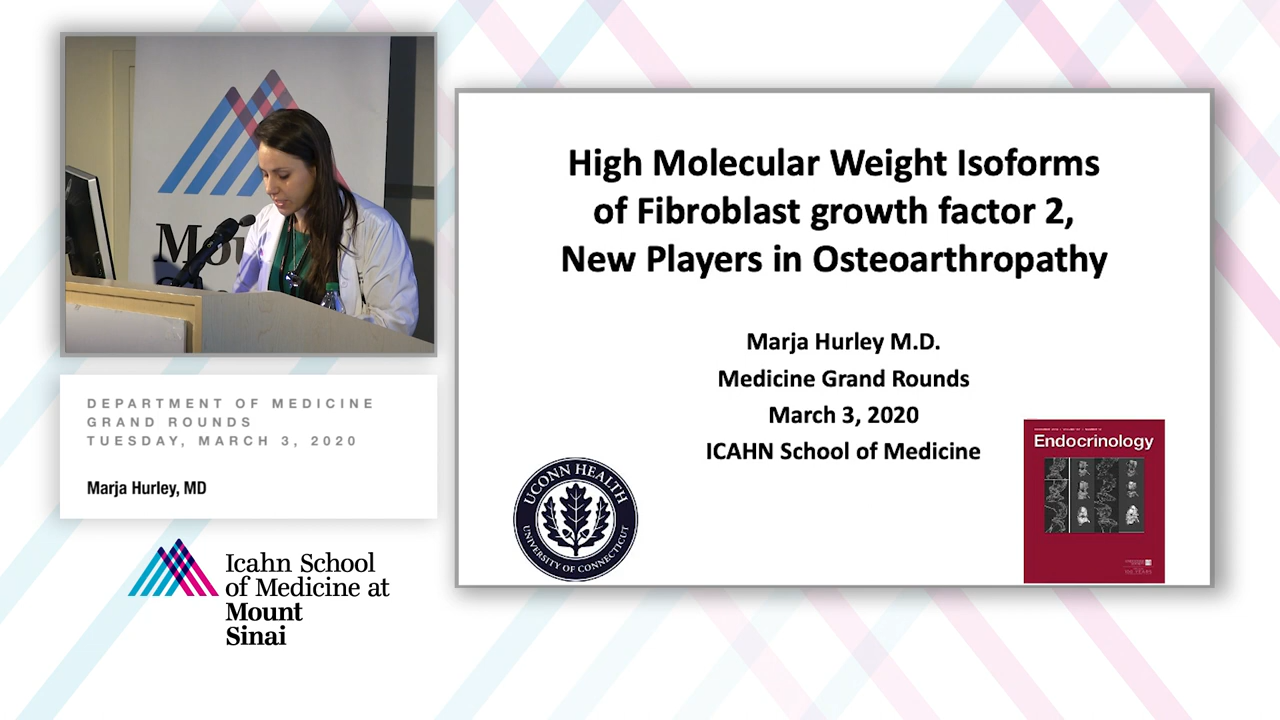 Mou
DEPARTMENT OF MEDICINE
GRAND ROUNDS
TUESDAY, MARCH 3, 2020
Marja Hurley, MD
Icahn School
of Medicine at
Mount
Sinai
High Molecular Weight Isoforms
of Fibroblast growth factor 2,
New Players in Osteoarthropathy
Marja Hurley M.D.
Medicine Grand Rounds
March 3, 2020
ICAHN School of Medicine
UCONN HEALTH
UNIVERSITY OF CONNECTICUT
Endocrinology